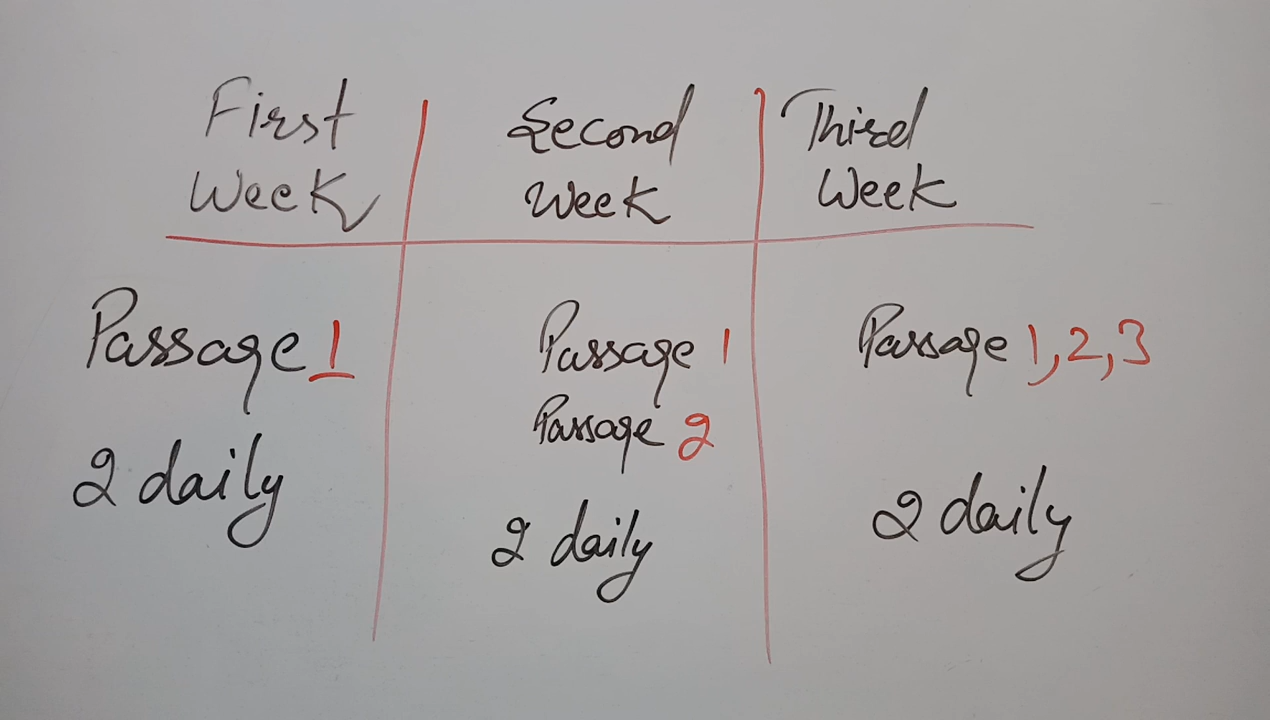 First
Week
Second
Week
Third
Week
Passage 1
2 daily
Passage 1
Passage 2
2 daily
Passage 1,2,3
2 daily